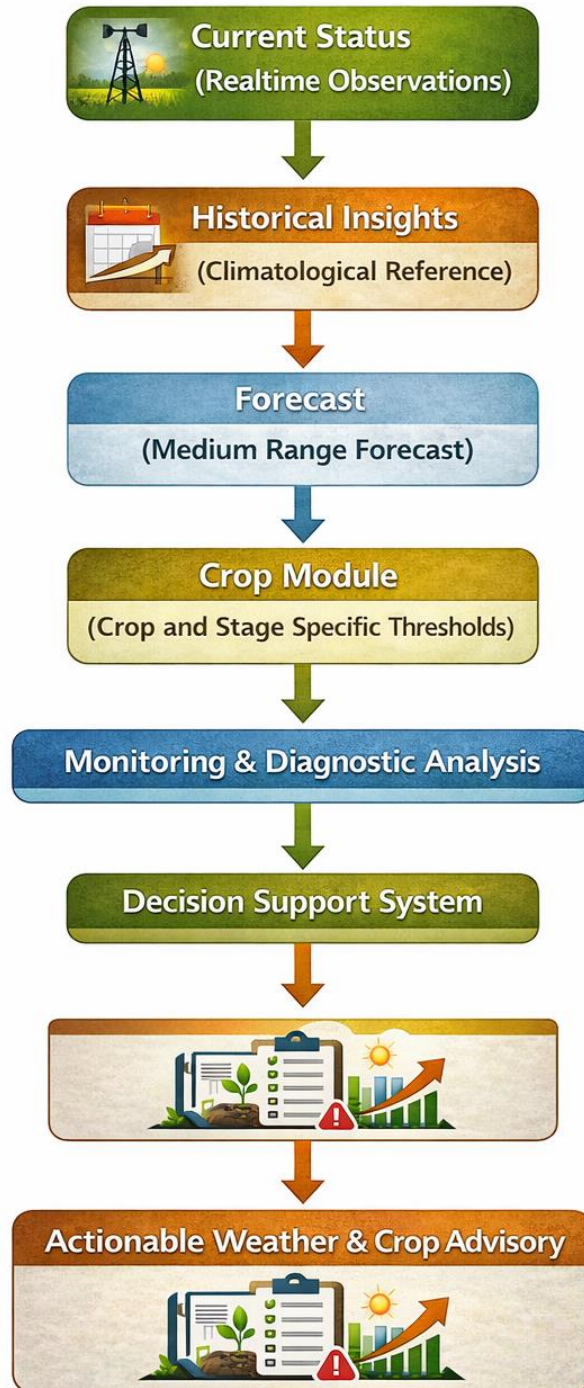 Current Status
(Realtime Observations)
Historical Insights
(Climatological Reference)
Forecast
(Medium Range Forecast)
Crop Module
(Crop and Stage Specific Thresholds)
Monitoring & Diagnostic Analysis
Decision Support System
Actionable Weather & Crop Advisory